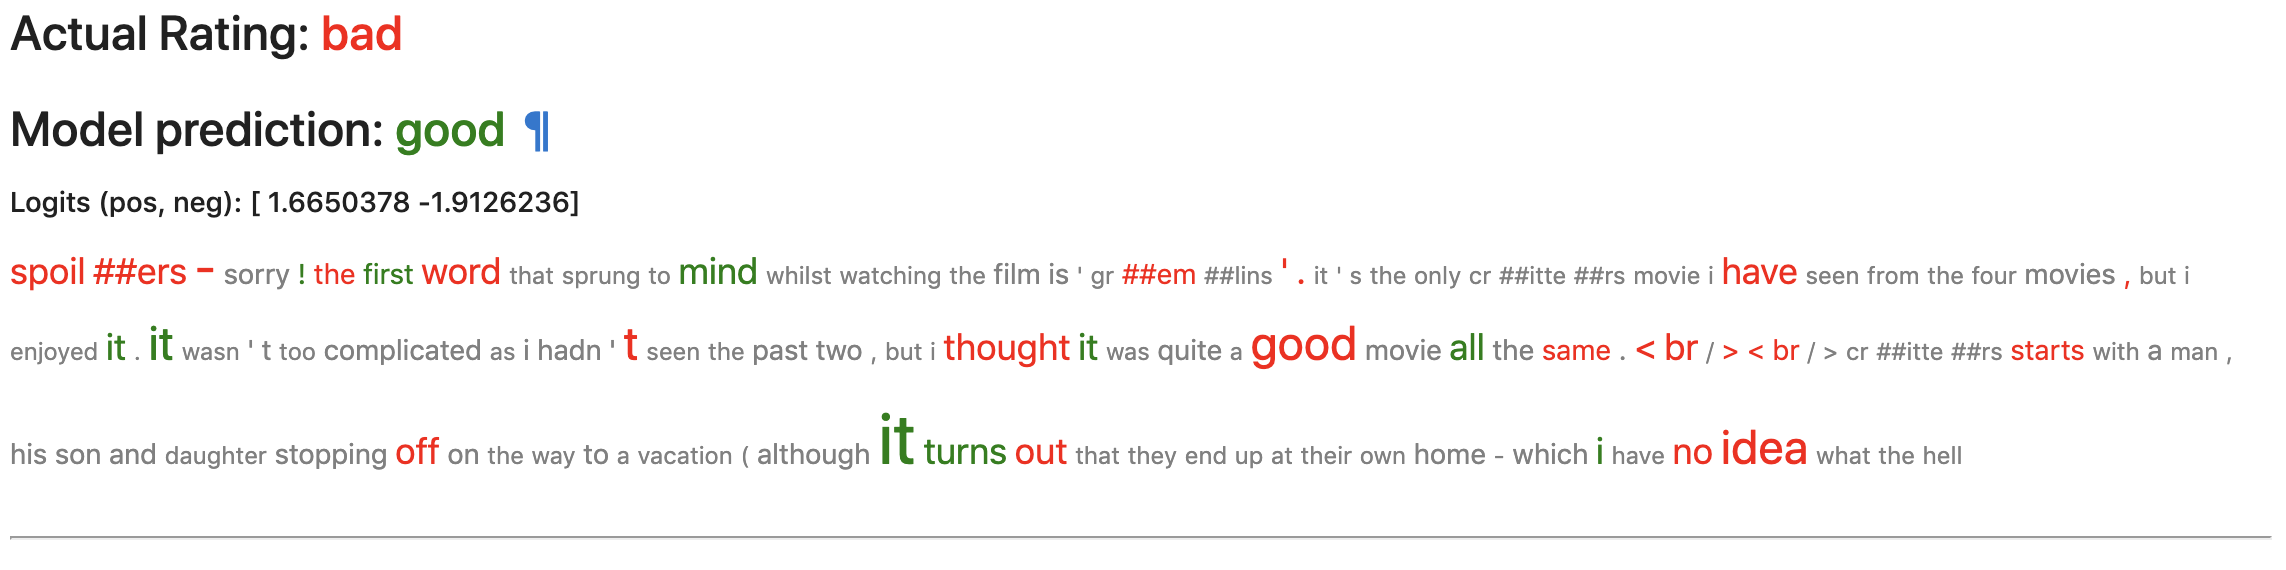 Actual Rating: bad
Model prediction: good ¶
Logits (pos, neg): [ 1.6650378 -1.9126236]
spoil ##ers - sorry ! the first word that sprung to mind whilst watching the film is ' gr ##em ##lins ' . it ' s the only cr ##itte ##rs movie i have seen from the four movies , but i
enjoyed it . it wasn ' t too complicated as i hadn ' t seen the past two , but i thought it was quite a good movie all the same . < br / > < br / > cr ##itte ##rs starts with a man ,
his son and daughter stopping off on the way to a vacation ( although it turns out that they end up at their own home - which i have no idea what the hell